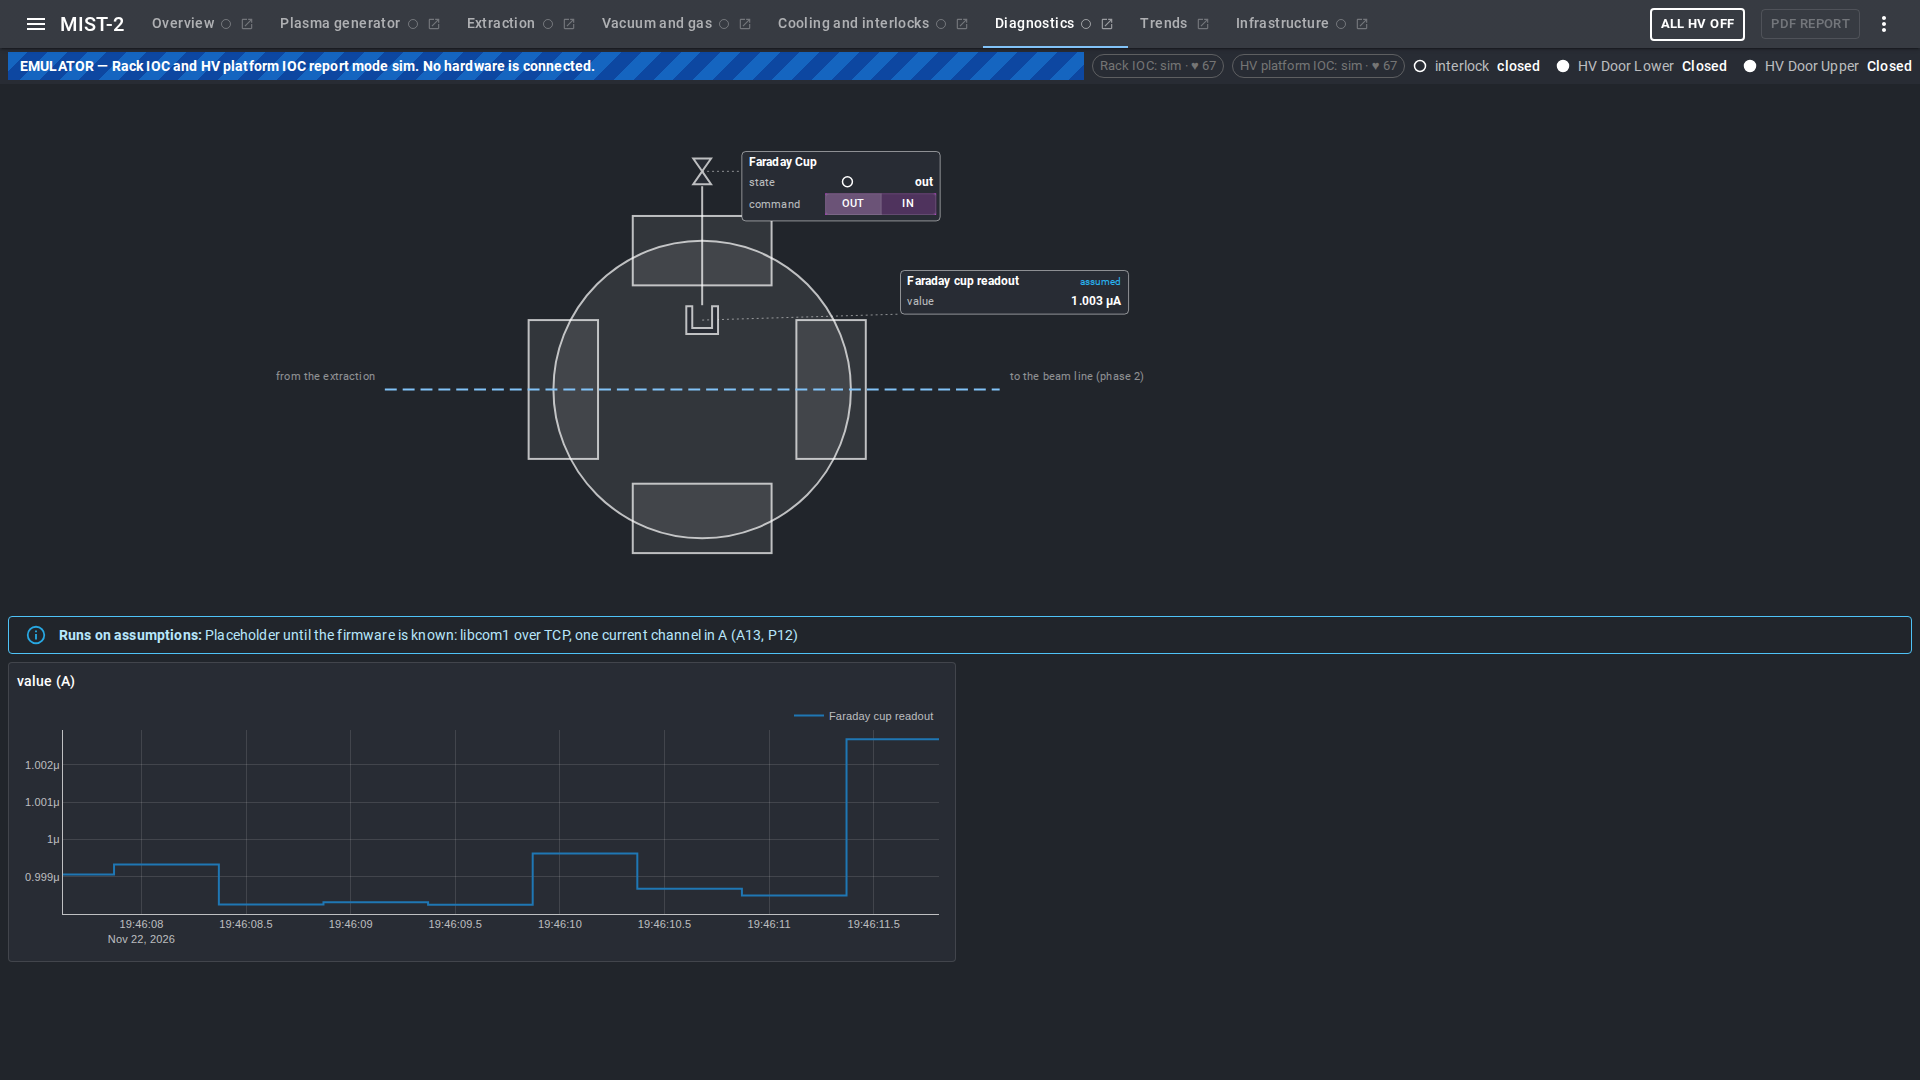 MIST-2
Overview
Plasma generator
Extraction
Vacuum and gas
Cooling and interlocks
Diagnostics
Trends
Infrastructure
ALL HV OFF
PDF REPORT
EMULATOR — Rack IOC and HV platform IOC report mode sim. No hardware is connected.
Rack IOC: sim · ♥ 67
HV platform IOC: sim · ♥ 67
interlock closed
HV Door Lower Closed
HV Door Upper Closed
Faraday Cup
state out
command OUT IN
Faraday cup readout assumed
value 1.003 µA
from the extraction
to the beam line (phase 2)
Runs on assumptions: Placeholder until the firmware is known: libcom1 over TCP, one current channel in A (A13, P12)
value (A)
Faraday cup readout
1.002µ
1.001µ
1µ
0.999µ
19:46:08 19:46:08.5 19:46:09 19:46:09.5 19:46:10 19:46:10.5 19:46:11 19:46:11.5
Nov 22, 2026